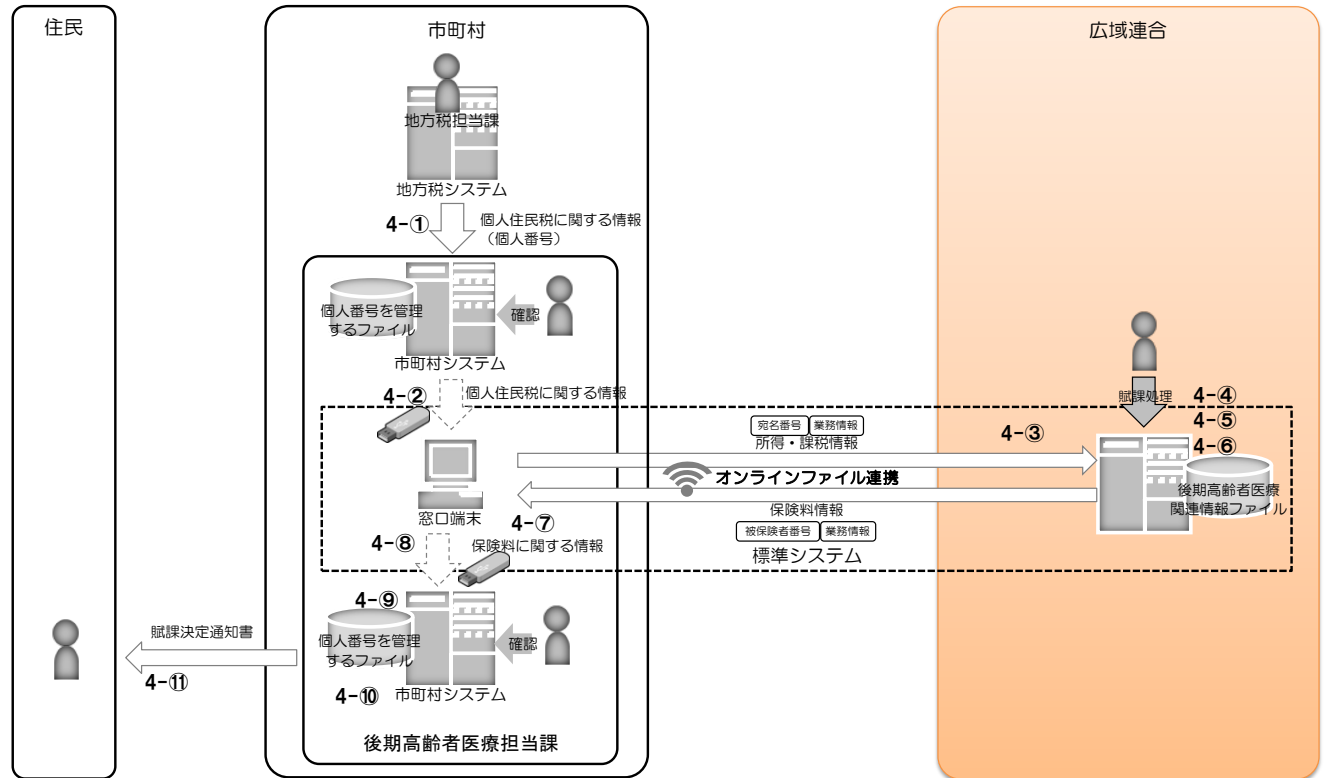 住民
市町村
広域連合
地方税担当課
地方税システム
4-①
個人住民税に関する情報
（個人番号）
個人番号を管理
するファイル
確認
市町村システム
4-②
個人住民税に関する情報
賦課処理
4-④
4-⑤
4-⑥
宛名番号
業務情報
所得・課税情報
4-③
オンラインファイル連携
窓口端末
保険料情報
被保険者番号
業務情報
標準システム
後期高齢者医療
関連情報ファイル
4-⑦
4-⑧
保険料に関する情報
4-⑨
個人番号を管理
するファイル
確認
4-⑩
市町村システム
賦課決定通知書
4-⑪
後期高齢者医療担当課